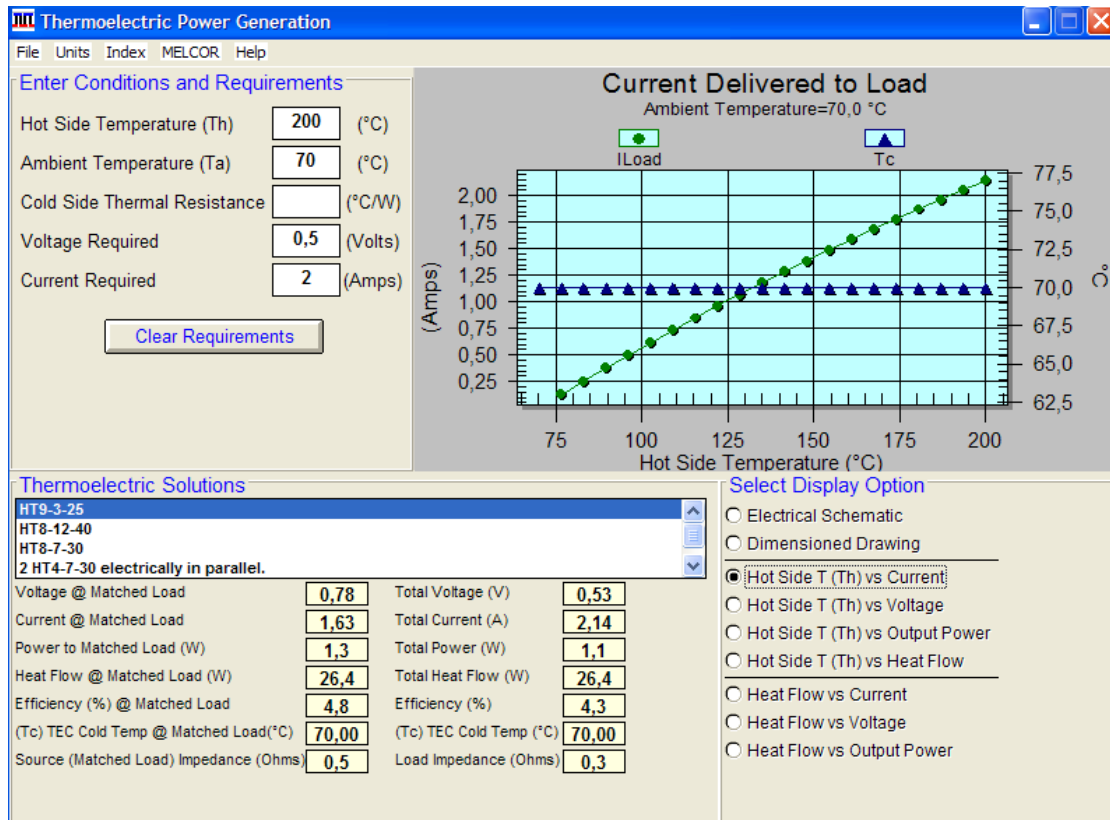 Thermoelectric Power Generation
File Units Index MELCOR Help
Enter Conditions and Requirements
Hot Side Temperature (Th) 200 (°C)
Ambient Temperature (Ta) 70 (°C)
Cold Side Thermal Resistance (°C/W)
Voltage Required 0,5 (Volts)
Current Required 2 (Amps)
Clear Requirements
Current Delivered to Load
Ambient Temperature=70,0 °C
ILoad Tc
2,00
1,75
1,50
1,25
1,00
0,75
0,50
0,25
(Amps)
77,5
75,0
72,5
70,0
67,5
65,0
62,5
°C
75 100 125 150 175 200
Hot Side Temperature (°C)
Thermoelectric Solutions
HT9-3-25
HT8-12-40
HT8-7-30
2 HT4-7-30 electrically in parallel.
Voltage @ Matched Load 0,78 Total Voltage (V) 0,53
Current @ Matched Load 1,63 Total Current (A) 2,14
Power to Matched Load (W) 1,3 Total Power (W) 1,1
Heat Flow @ Matched Load (W) 26,4 Total Heat Flow (W) 26,4
Efficiency (%) @ Matched Load 4,8 Efficiency (%) 4,3
(Tc) TEC Cold Temp @ Matched Load(°C) 70,00 (Tc) TEC Cold Temp (°C) 70,00
Source (Matched Load) Impedance (Ohms) 0,5 Load Impedance (Ohms) 0,3
Select Display Option
Electrical Schematic
Dimensioned Drawing
Hot Side T (Th) vs Current
Hot Side T (Th) vs Voltage
Hot Side T (Th) vs Output Power
Hot Side T (Th) vs Heat Flow
Heat Flow vs Current
Heat Flow vs Voltage
Heat Flow vs Output Power